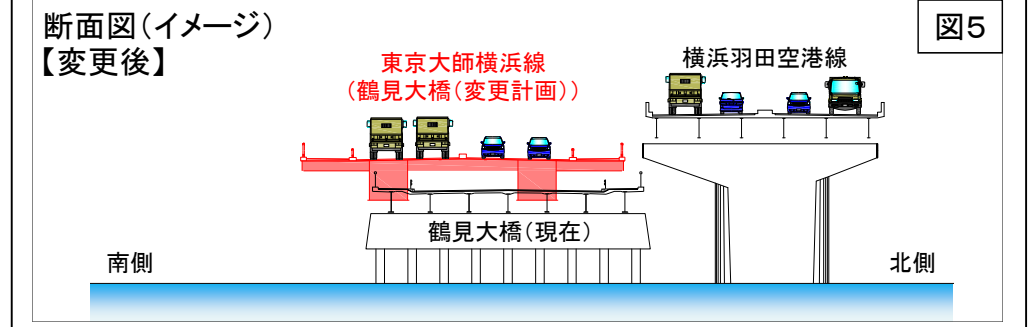 断面図(イメージ)
【変更後】
図5
東京大師横浜線
(鶴見大橋(変更計画))
横浜羽田空港線
鶴見大橋(現在)
南側
北側